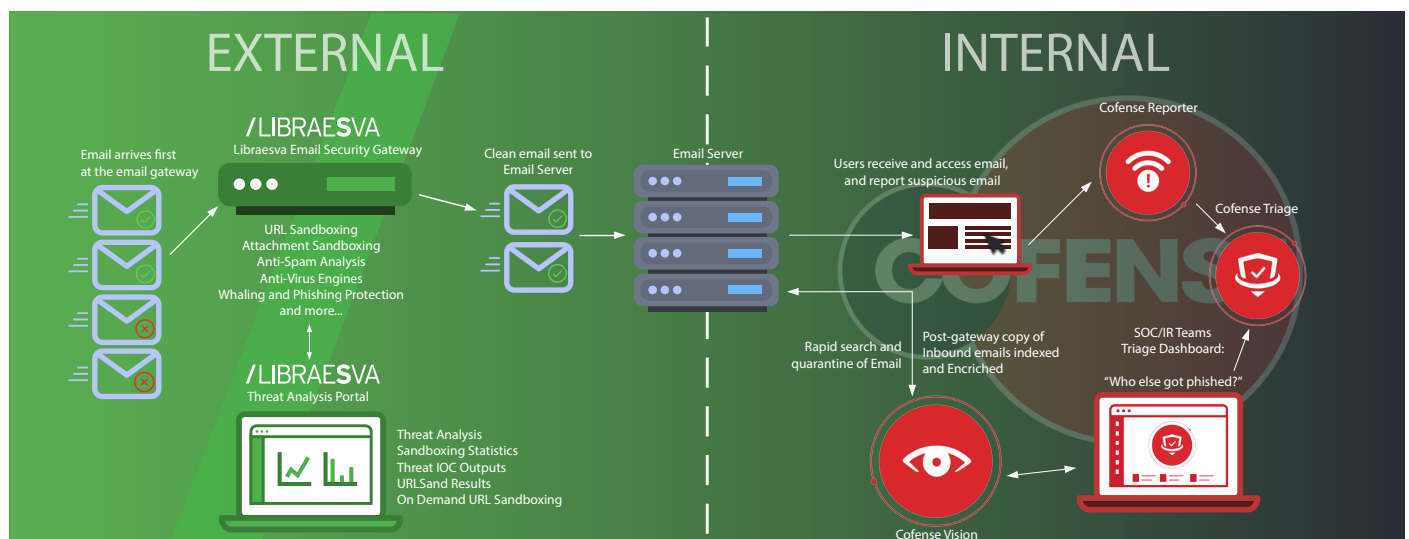 EXTERNAL
INTERNAL
/LIBRAESVA
Libraesva Email Security Gateway
Email arrives first
at the email gateway
URL Sandboxing
Attachment Sandboxing
Anti-Spam Analysis
Anti-Virus Engines
Whaling and Phishing Protection
and more...
/LIBRAESVA
Threat Analysis Portal
Threat Analysis
Sandboxing Statistics
Threat IOC Outputs
URLSand Results
On Demand URL Sandboxing
Clean email sent to
Email Server
Email Server
Users receive and access email,
and report suspicious email
Cofense Reporter
Cofense Triage
COFENS
Rapid search and
quarantine of Email
Post-gateway copy of
Inbound emails indexed
and Encriched
SOC/IR Teams
Triage Dashboard:
"Who else got phished?"
Cofense Vision